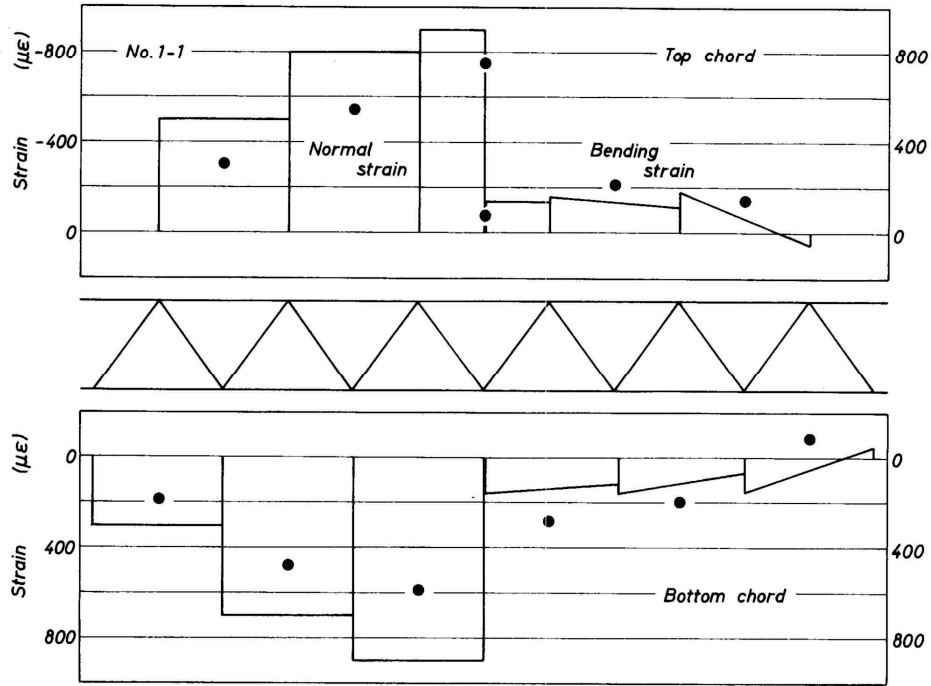 (με)
-800
No. 1-1
Top chord
800
Strain
-400
Normal strain
Bending strain
400
0
0
(με)
0
0
Strain
400
400
Bottom chord
800
800